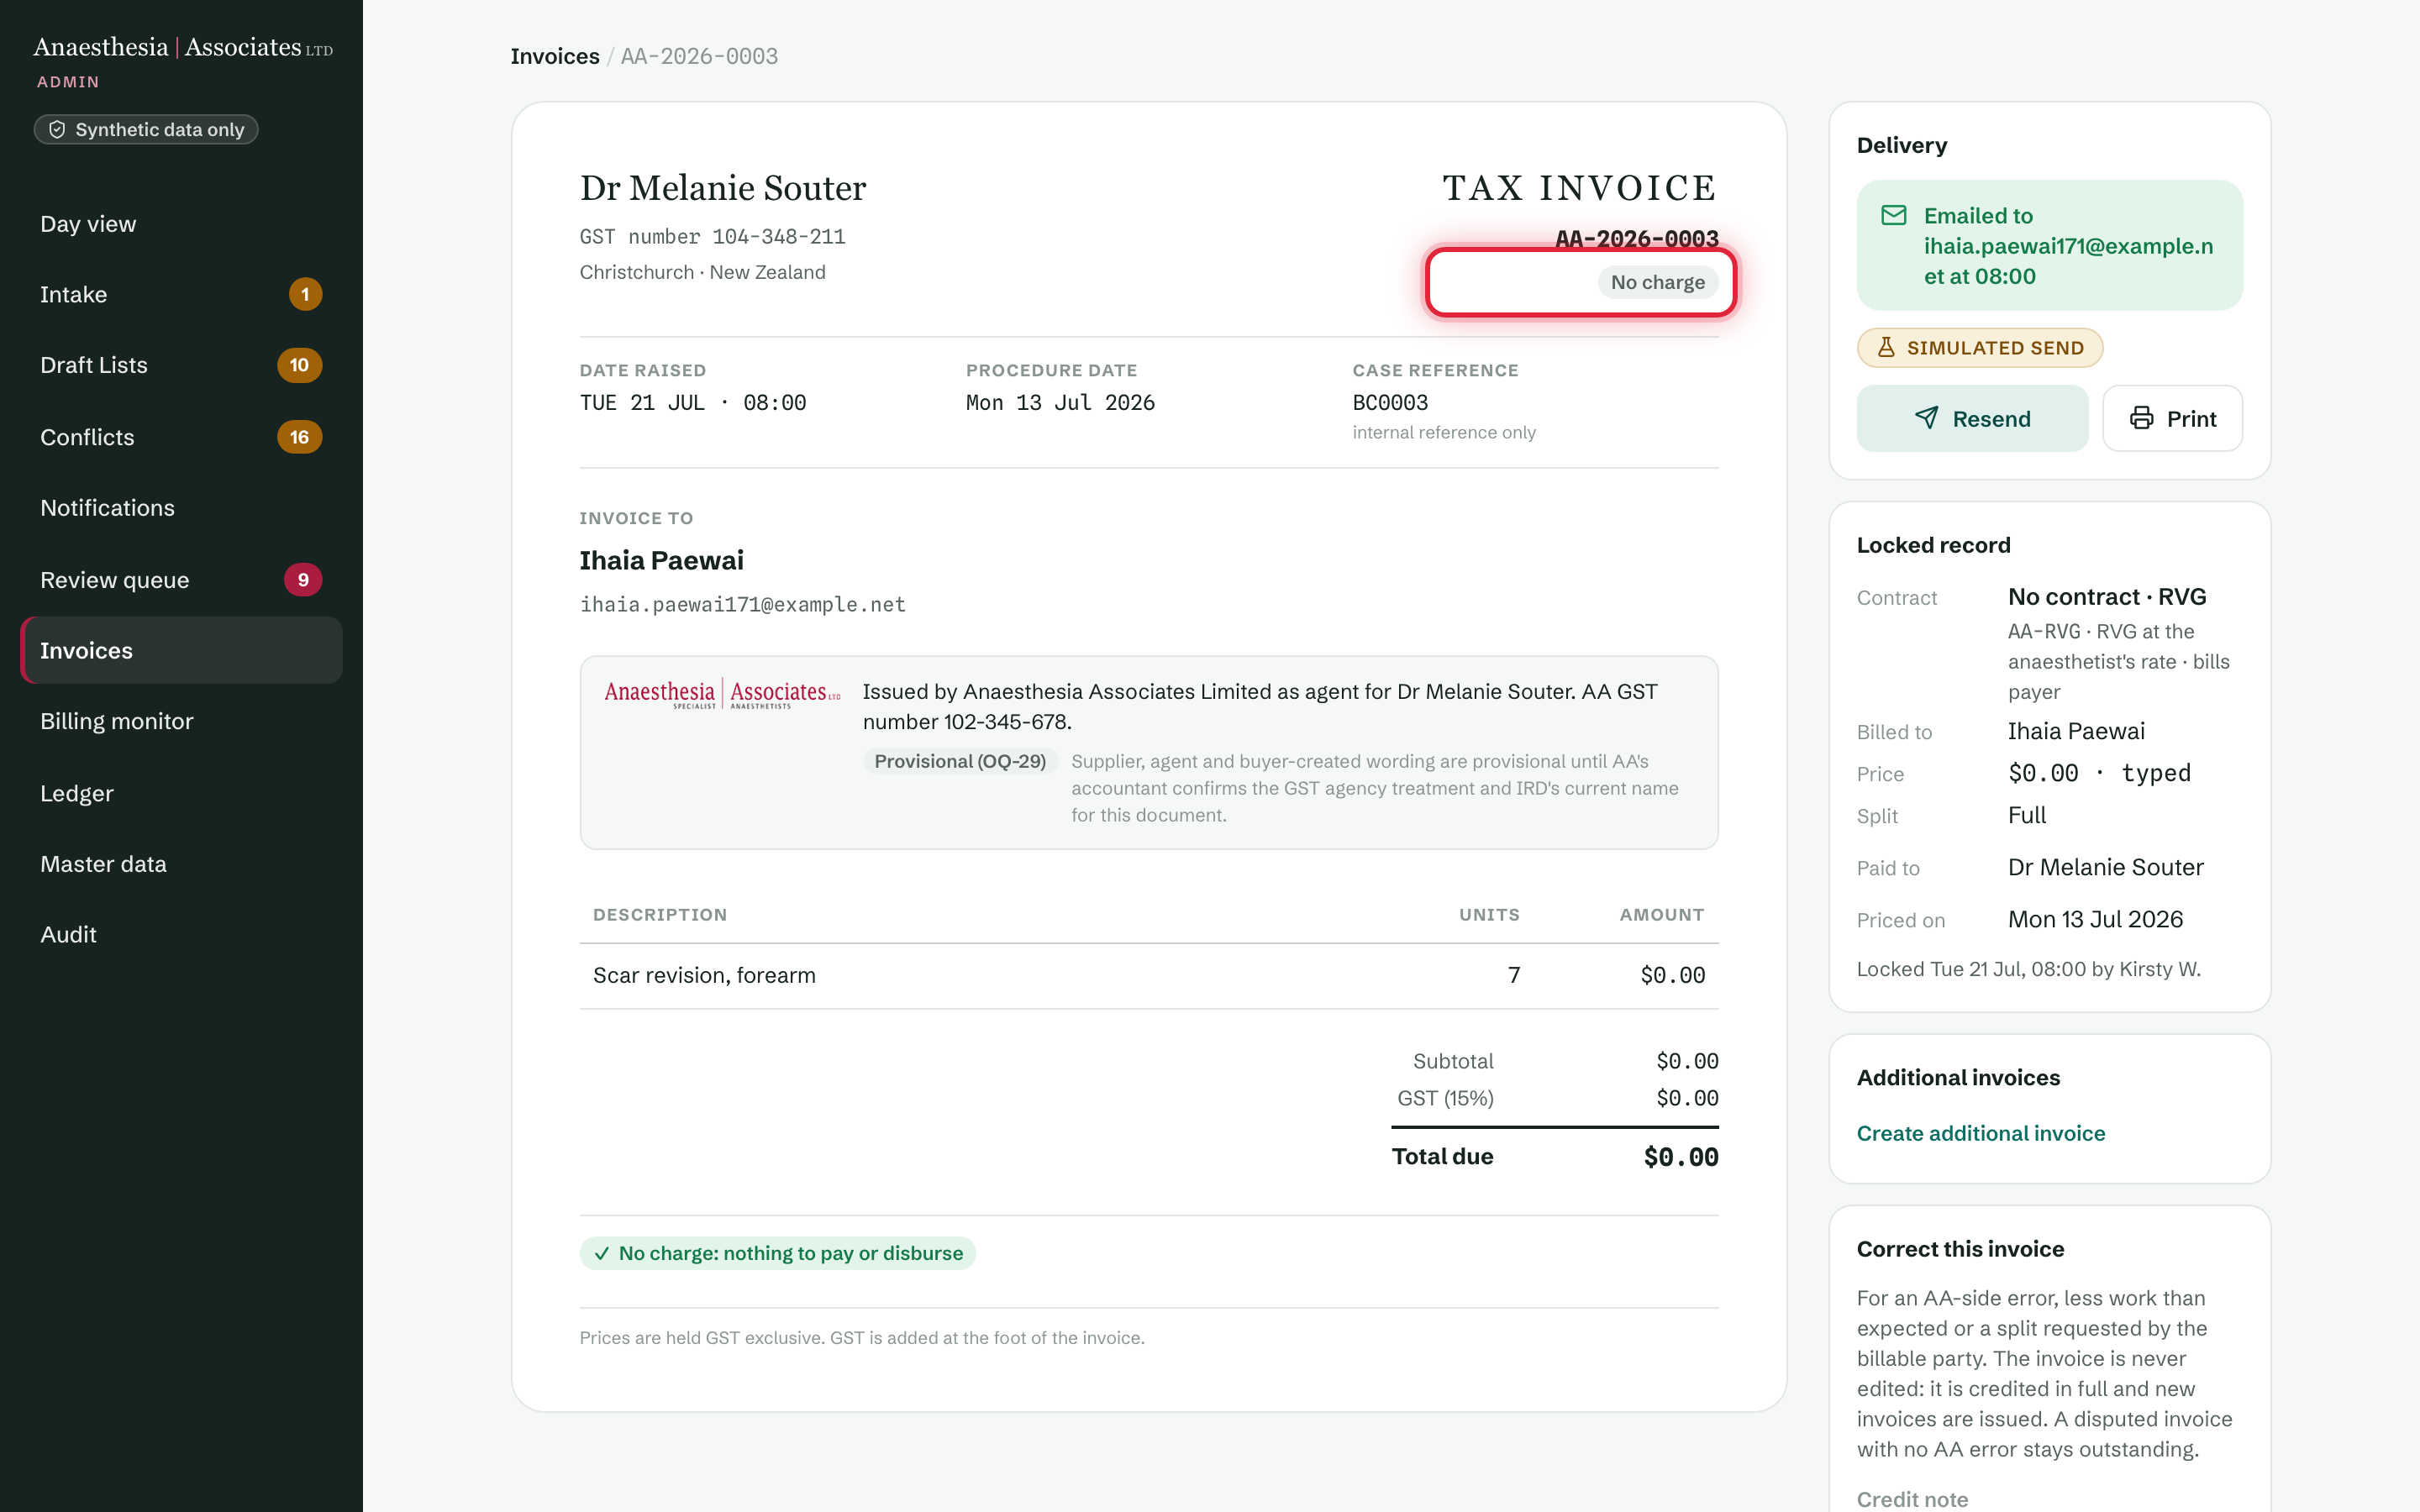 Anaesthesia | Associates LTD
ADMIN
Synthetic data only
Day view
Intake 1
Draft Lists 10
Conflicts 16
Notifications
Review queue 9
Invoices
Billing monitor
Ledger
Master data
Audit
Invoices / AA-2026-0003
Dr Melanie Souter
GST number 104-348-211
Christchurch · New Zealand
TAX INVOICE
AA-2026-0003
No charge
DATE RAISED
TUE 21 JUL · 08:00
PROCEDURE DATE
Mon 13 Jul 2026
CASE REFERENCE
BC0003
internal reference only
INVOICE TO
Ihaia Paewai
ihaia.paewai171@example.net
Anaesthesia | Associates LTD
SPECIALIST | ANAESTHETISTS
Issued by Anaesthesia Associates Limited as agent for Dr Melanie Souter. AA GST
number 102-345-678.
Provisional (OQ-29)
Supplier, agent and buyer-created wording are provisional until AA's
accountant confirms the GST agency treatment and IRD's current name
for this document.
DESCRIPTION UNITS AMOUNT
Scar revision, forearm 7 $0.00
Subtotal $0.00
GST (15%) $0.00
Total due $0.00
No charge: nothing to pay or disburse
Prices are held GST exclusive. GST is added at the foot of the invoice.
Delivery
Emailed to
ihaia.paewai171@example.n
et at 08:00
SIMULATED SEND
Resend
Print
Locked record
Contract No contract · RVG
AA-RVG · RVG at the
anaesthetist's rate · bills
payer
Billed to Ihaia Paewai
Price $0.00 · typed
Split Full
Paid to Dr Melanie Souter
Priced on Mon 13 Jul 2026
Locked Tue 21 Jul, 08:00 by Kirsty W.
Additional invoices
Create additional invoice
Correct this invoice
For an AA-side error, less work than
expected or a split requested by the
billable party. The invoice is never
edited: it is credited in full and new
invoices are issued. A disputed invoice
with no AA error stays outstanding.
Credit note